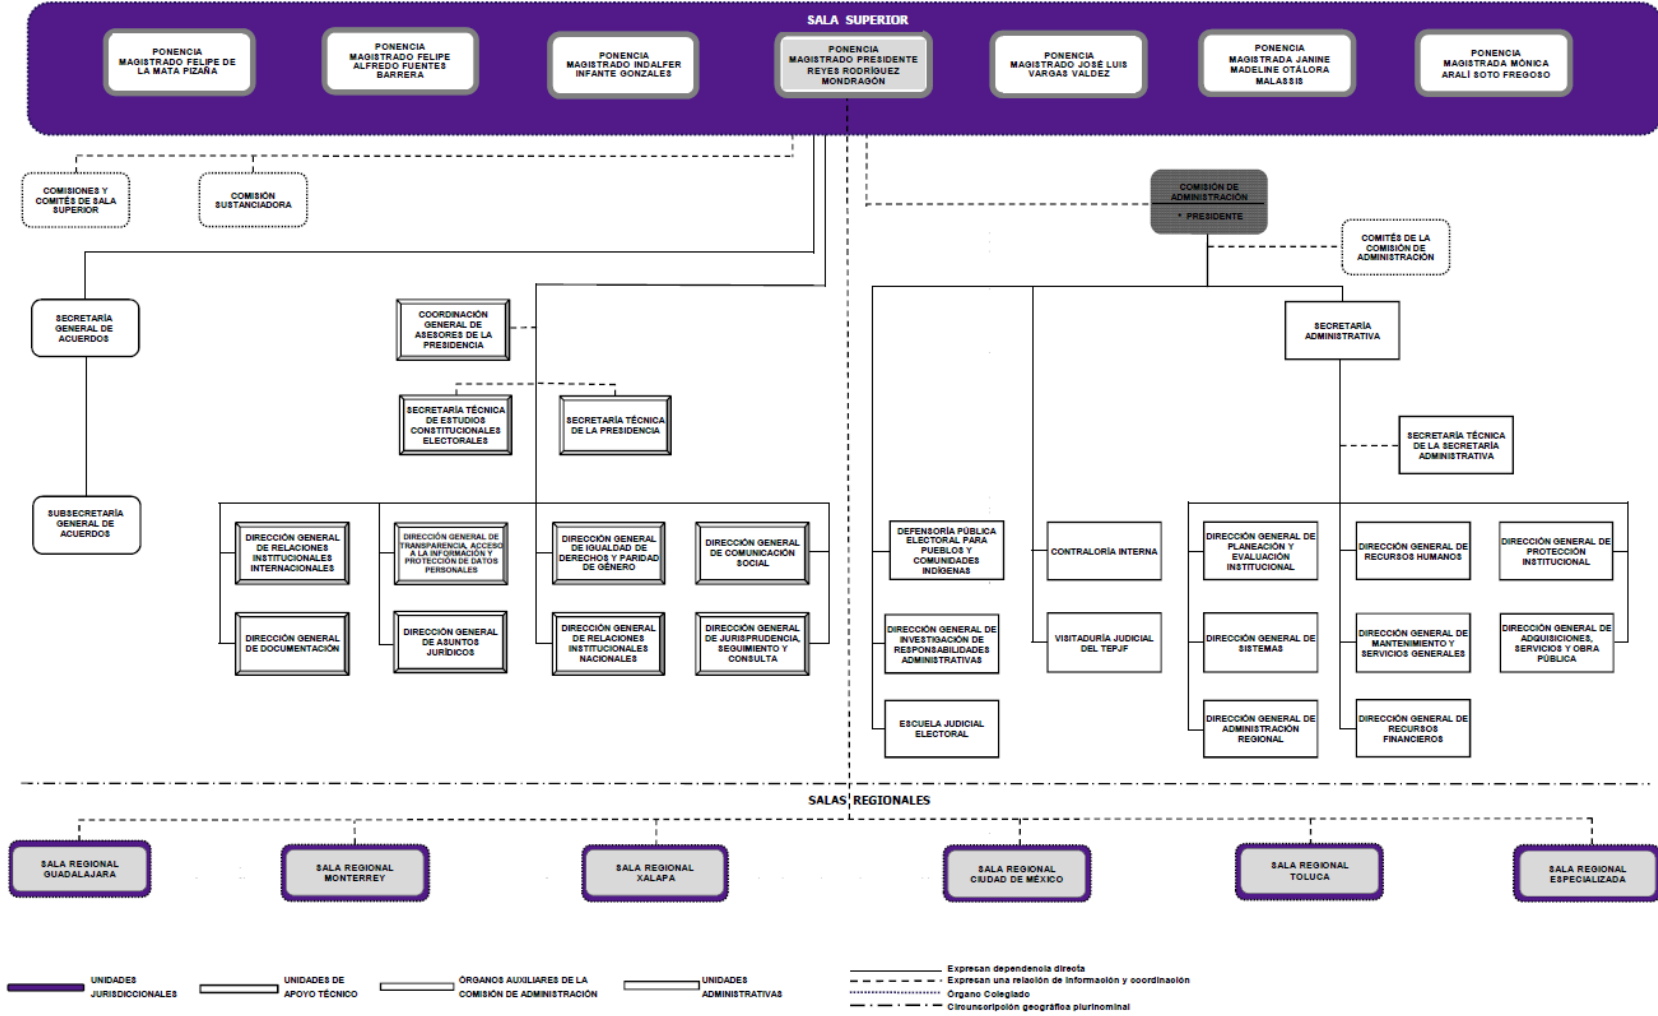 SALA SUPERIOR
PONENCIA
MAGISTRADO FELIPE DE
LA MATA PIZAÑA
PONENCIA
MAGISTRADO FELIPE
ALFREDO FUENTES
BARRERA
PONENCIA
MAGISTRADO INDALFER
INFANTE GONZALES
PONENCIA
MAGISTRADO PRESIDENTE
REYES RODRÍGUEZ
MONDRAGÓN
PONENCIA
MAGISTRADO JOSÉ LUIS
VARGAS VALDEZ
PONENCIA
MAGISTRADA JANINE
MADELINE OTÁLORA
MALASSIS
PONENCIA
MAGISTRADA MÓNICA
ARALÍ SOTO FREGOSO
COMISIONES Y
COMITÉS DE SALA
SUPERIOR
COMISIÓN
SUSTANCIADORA
COMISIÓN DE
ADMINISTRACIÓN
* PRESIDENTE
COMITÉS DE LA
COMISIÓN DE
ADMINISTRACIÓN
SECRETARÍA
GENERAL DE
ACUERDOS
COORDINACIÓN
GENERAL DE
ASESORES DE LA
PRESIDENCIA
SECRETARÍA
ADMINISTRATIVA
SECRETARÍA TÉCNICA
DE ESTUDIOS
CONSTITUCIONALES
ELECTORALES
SECRETARÍA TÉCNICA
DE LA PRESIDENCIA
SECRETARÍA TÉCNICA
DE LA SECRETARÍA
ADMINISTRATIVA
SUBSECRETARÍA
GENERAL DE
ACUERDOS
DIRECCIÓN GENERAL
DE RELACIONES
INSTITUCIONALES
INTERNACIONALES
DIRECCIÓN GENERAL DE
TRANSPARENCIA, ACCESO
A LA INFORMACIÓN Y
PROTECCIÓN DE DATOS
PERSONALES
DIRECCIÓN GENERAL
DE IGUALDAD DE
DERECHOS Y PARIDAD
DE GÉNERO
DIRECCIÓN GENERAL
DE COMUNICACIÓN
SOCIAL
DEFENSORÍA PÚBLICA
ELECTORAL PARA
PUEBLOS Y
COMUNIDADES
INDÍGENAS
CONTRALORÍA INTERNA
DIRECCIÓN GENERAL DE
PLANEACIÓN Y
EVALUACIÓN
INSTITUCIONAL
DIRECCIÓN GENERAL DE
RECURSOS HUMANOS
DIRECCIÓN GENERAL DE
PROTECCIÓN
INSTITUCIONAL
DIRECCIÓN GENERAL
DE DOCUMENTACIÓN
DIRECCIÓN GENERAL
DE ASUNTOS
JURÍDICOS
DIRECCIÓN GENERAL
DE RELACIONES
INSTITUCIONALES
NACIONALES
DIRECCIÓN GENERAL
DE JURISPRUDENCIA,
SEGUIMIENTO Y
CONSULTA
DIRECCIÓN GENERAL DE
INVESTIGACIÓN DE
RESPONSABILIDADES
ADMINISTRATIVAS
VISITADURÍA JUDICIAL
DEL TEPJF
DIRECCIÓN GENERAL DE
SISTEMAS
DIRECCIÓN GENERAL DE
MANTENIMIENTO Y
SERVICIOS GENERALES
DIRECCIÓN GENERAL DE
ADQUISICIONES,
SERVICIOS Y OBRA
PÚBLICA
ESCUELA JUDICIAL
ELECTORAL
DIRECCIÓN GENERAL DE
ADMINISTRACIÓN
REGIONAL
DIRECCIÓN GENERAL DE
RECURSOS
FINANCIEROS
SALAS REGIONALES
SALA REGIONAL
GUADALAJARA
SALA REGIONAL
MONTERREY
SALA REGIONAL
XALAPA
SALA REGIONAL
CIUDAD DE MÉXICO
SALA REGIONAL
TOLUCA
SALA REGIONAL
ESPECIALIZADA
UNIDADES
JURISDICCIONALES
UNIDADES DE
APOYO TÉCNICO
ÓRGANOS AUXILIARES DE LA
COMISIÓN DE ADMINISTRACIÓN
UNIDADES
ADMINISTRATIVAS
Expresan dependencia directa
Expresan una relación de información y coordinación
Órgano Colegiado
Circunscripción geográfica plurinominal